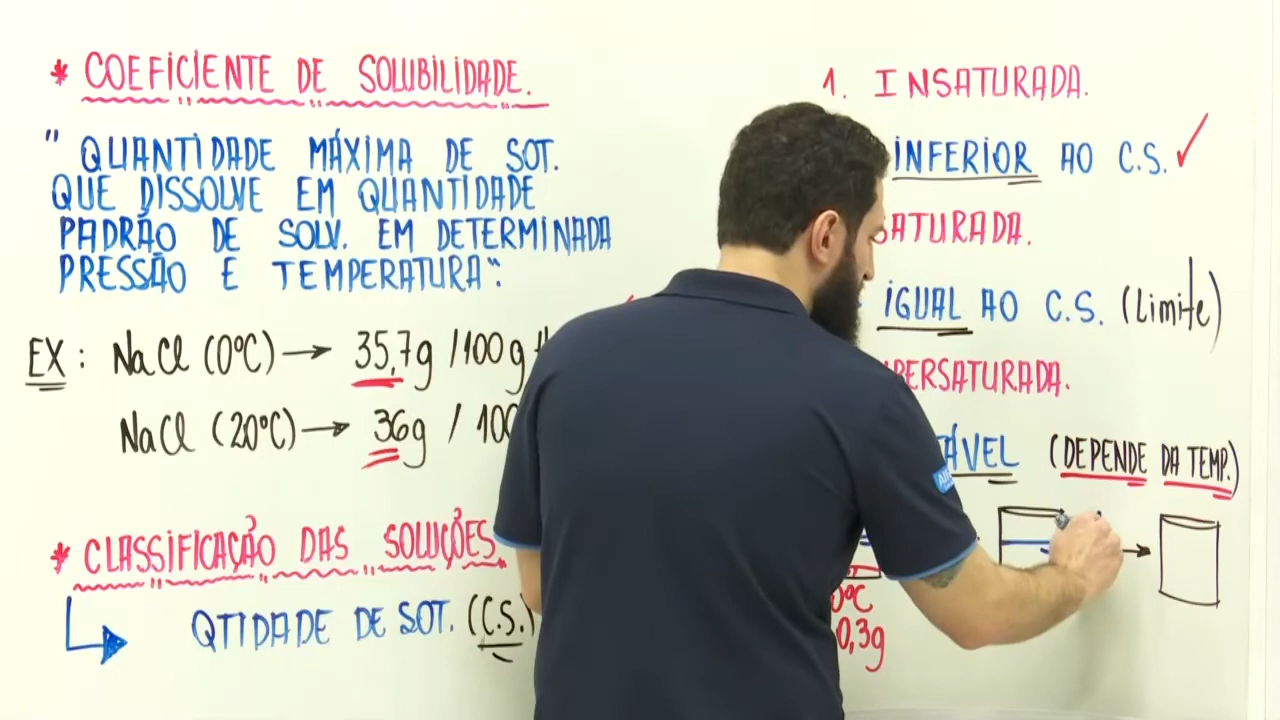 * COEFICIENTE DE SOLUBILIDADE.
" QUANTIDADE MÁXIMA DE SOT.
QUE DISSOLVE EM QUANTIDADE
PADRÃO DE SOLV. EM DETERMINADA
PRESSÃO E TEMPERATURA":
EX: NaCl (0°C) → 35,7g /100g
NaCl (20°C) → 36g / 100
* CLASSIFICAÇÃO DAS SOLUÇÕES
QTIDADE DE SOT. (C.S.)
1. INSATURADA.
INFERIOR AO C.S. ✓
SATURADA.
IGUAL AO C.S. (Limite)
PERSATURADA.
ÁVEL (DEPENDE DA TEMP.)
0°C
0,3g